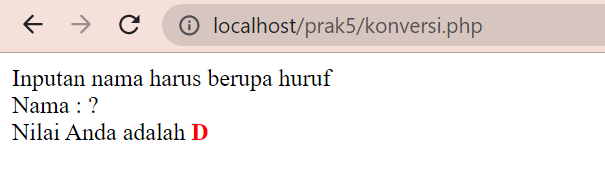 localhost/prak5/konversi.php
Inputan nama harus berupa huruf
Nama : ?
Nilai Anda adalah D